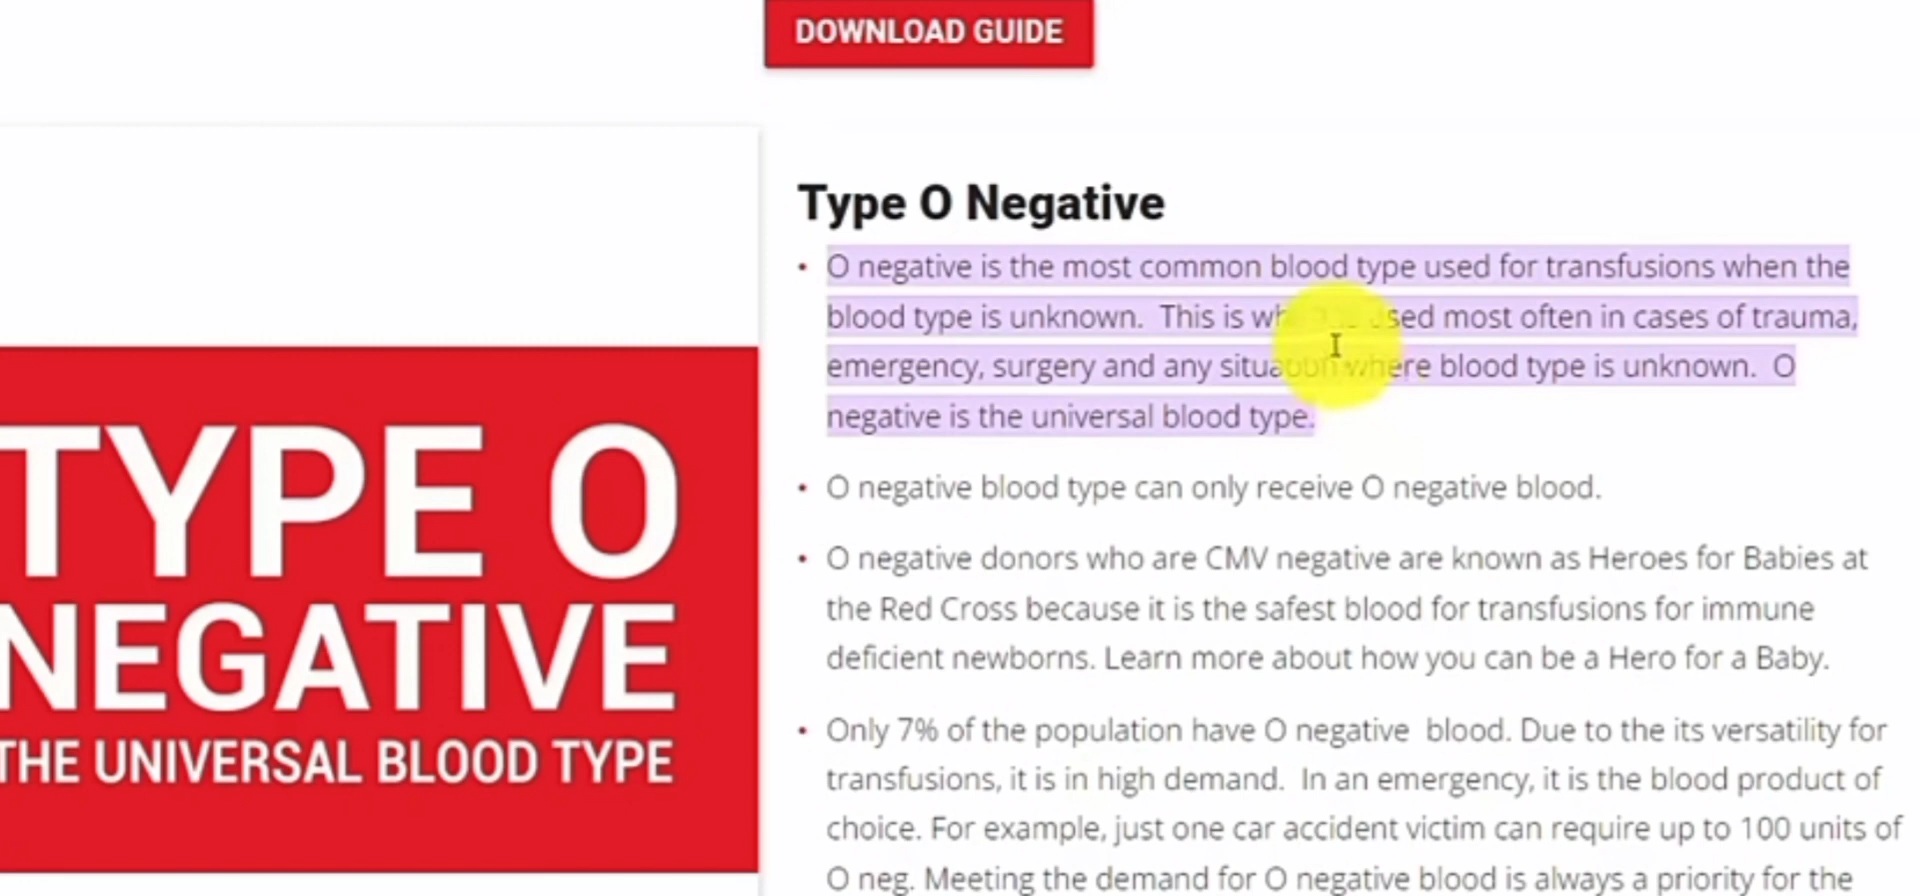 DOWNLOAD GUIDE
TYPE O
NEGATIVE
THE UNIVERSAL BLOOD TYPE
Type O Negative
• O negative is the most common blood type used for transfusions when the
blood type is unknown. This is used most often in cases of trauma,
emergency, surgery and any situation where blood type is unknown. O
negative is the universal blood type.
• O negative blood type can only receive O negative blood.
• O negative donors who are CMV negative are known as Heroes for Babies at
the Red Cross because it is the safest blood for transfusions for immune
deficient newborns. Learn more about how you can be a Hero for a Baby.
• Only 7% of the population have O negative blood. Due to the its versatility for
transfusions, it is in high demand. In an emergency, it is the blood product of
choice. For example, just one car accident victim can require up to 100 units of
O neg. Meeting the demand for O negative blood is always a priority for the